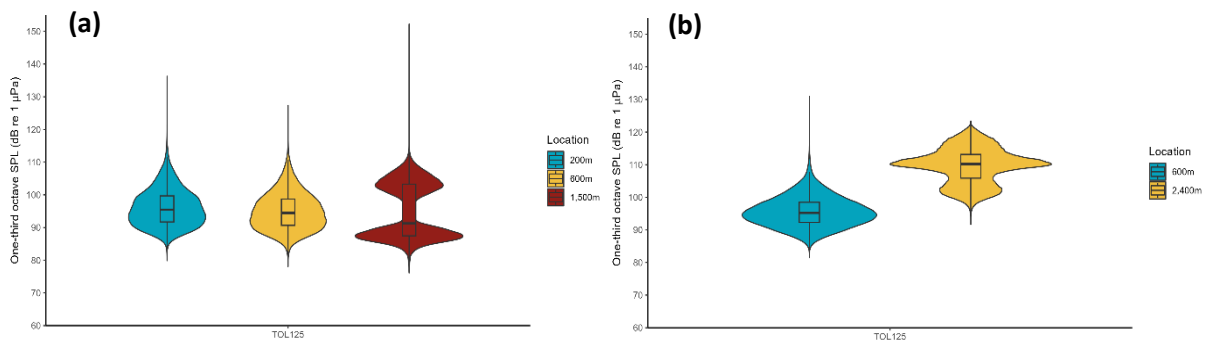 (a)
One-third octave SPL (dB re 1 µPa)
150
140
130
120
110
100
90
80
70
60
TOL125
Location
200m
600m
1,500m
(b)
One-third octave SPL (dB re 1 µPa)
150
140
130
120
110
100
90
80
70
60
TOL125
Location
600m
2,400m